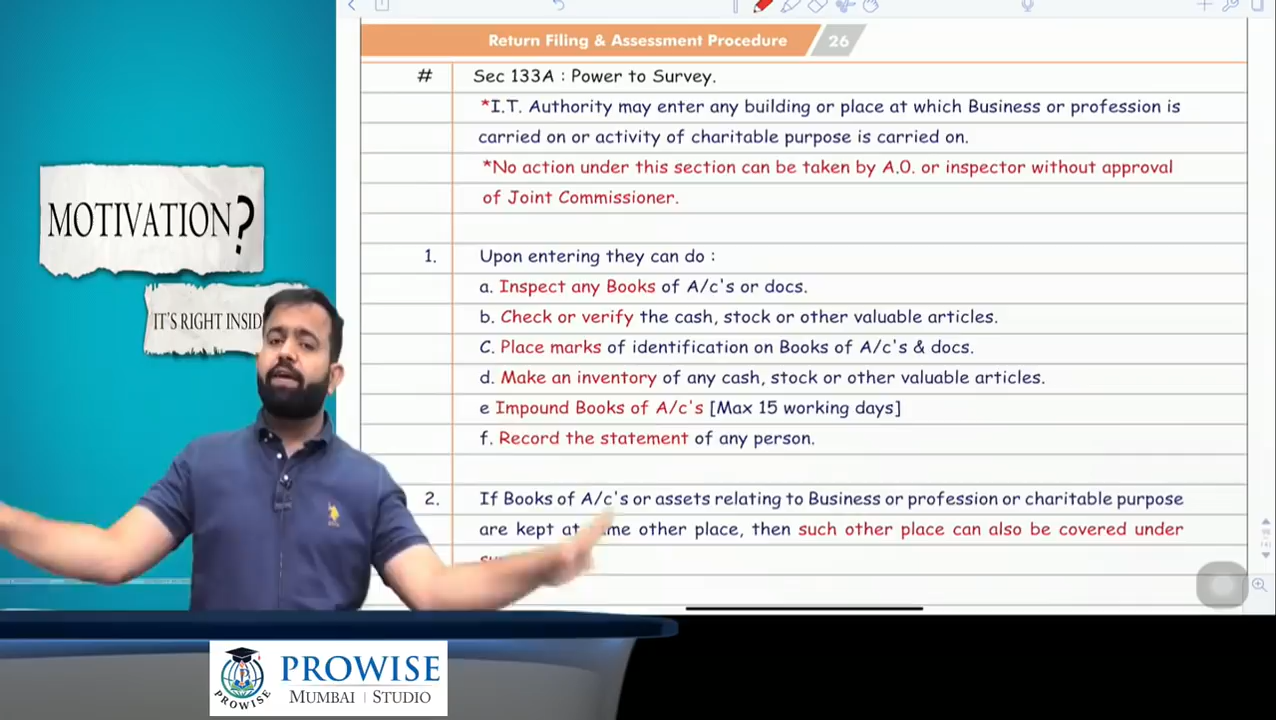 Return Filing & Assessment Procedure 26
# Sec 133A : Power to Survey.
*I.T. Authority may enter any building or place at which Business or profession is
carried on or activity of charitable purpose is carried on.
*No action under this section can be taken by A.O. or inspector without approval
of Joint Commissioner.
1. Upon entering they can do :
a. Inspect any Books of A/c's or docs.
b. Check or verify the cash, stock or other valuable articles.
C. Place marks of identification on Books of A/c's & docs.
d. Make an inventory of any cash, stock or other valuable articles.
e Impound Books of A/c's [Max 15 working days]
f. Record the statement of any person.
2. If Books of A/c's or assets relating to Business or profession or charitable purpose
are kept at other place, then such other place can also be covered under
MOTIVATION?
IT'S RIGHT INSID
PROWISE
MUMBAI | STUDIO
PROWISE